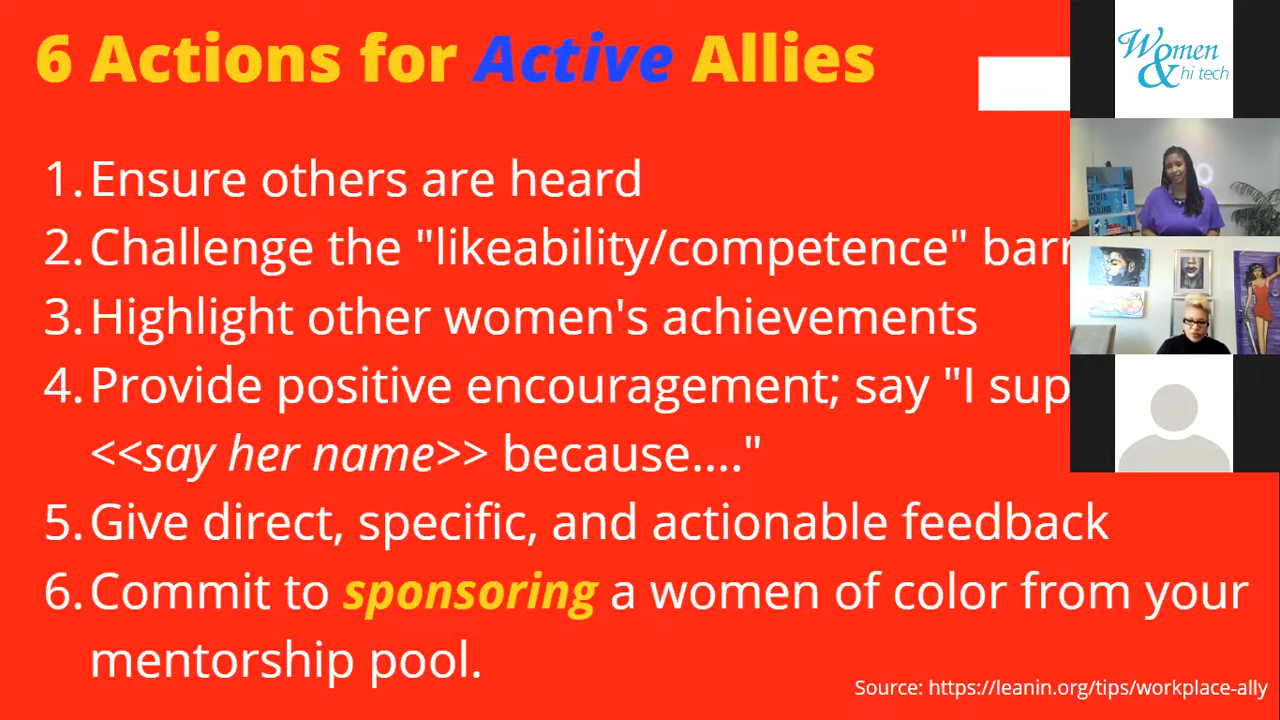 6 Actions for Active Allies
Women
& hi tech
1. Ensure others are heard
2. Challenge the "likeability/competence"
3. Highlight other women's achievements
4. Provide positive encouragement; say "I
<<say her name>> because...."
5. Give direct, specific, and actionable feedback
6. Commit to sponsoring a women of color from your
mentorship pool.
Source: https://leanin.org/tips/workplace-ally